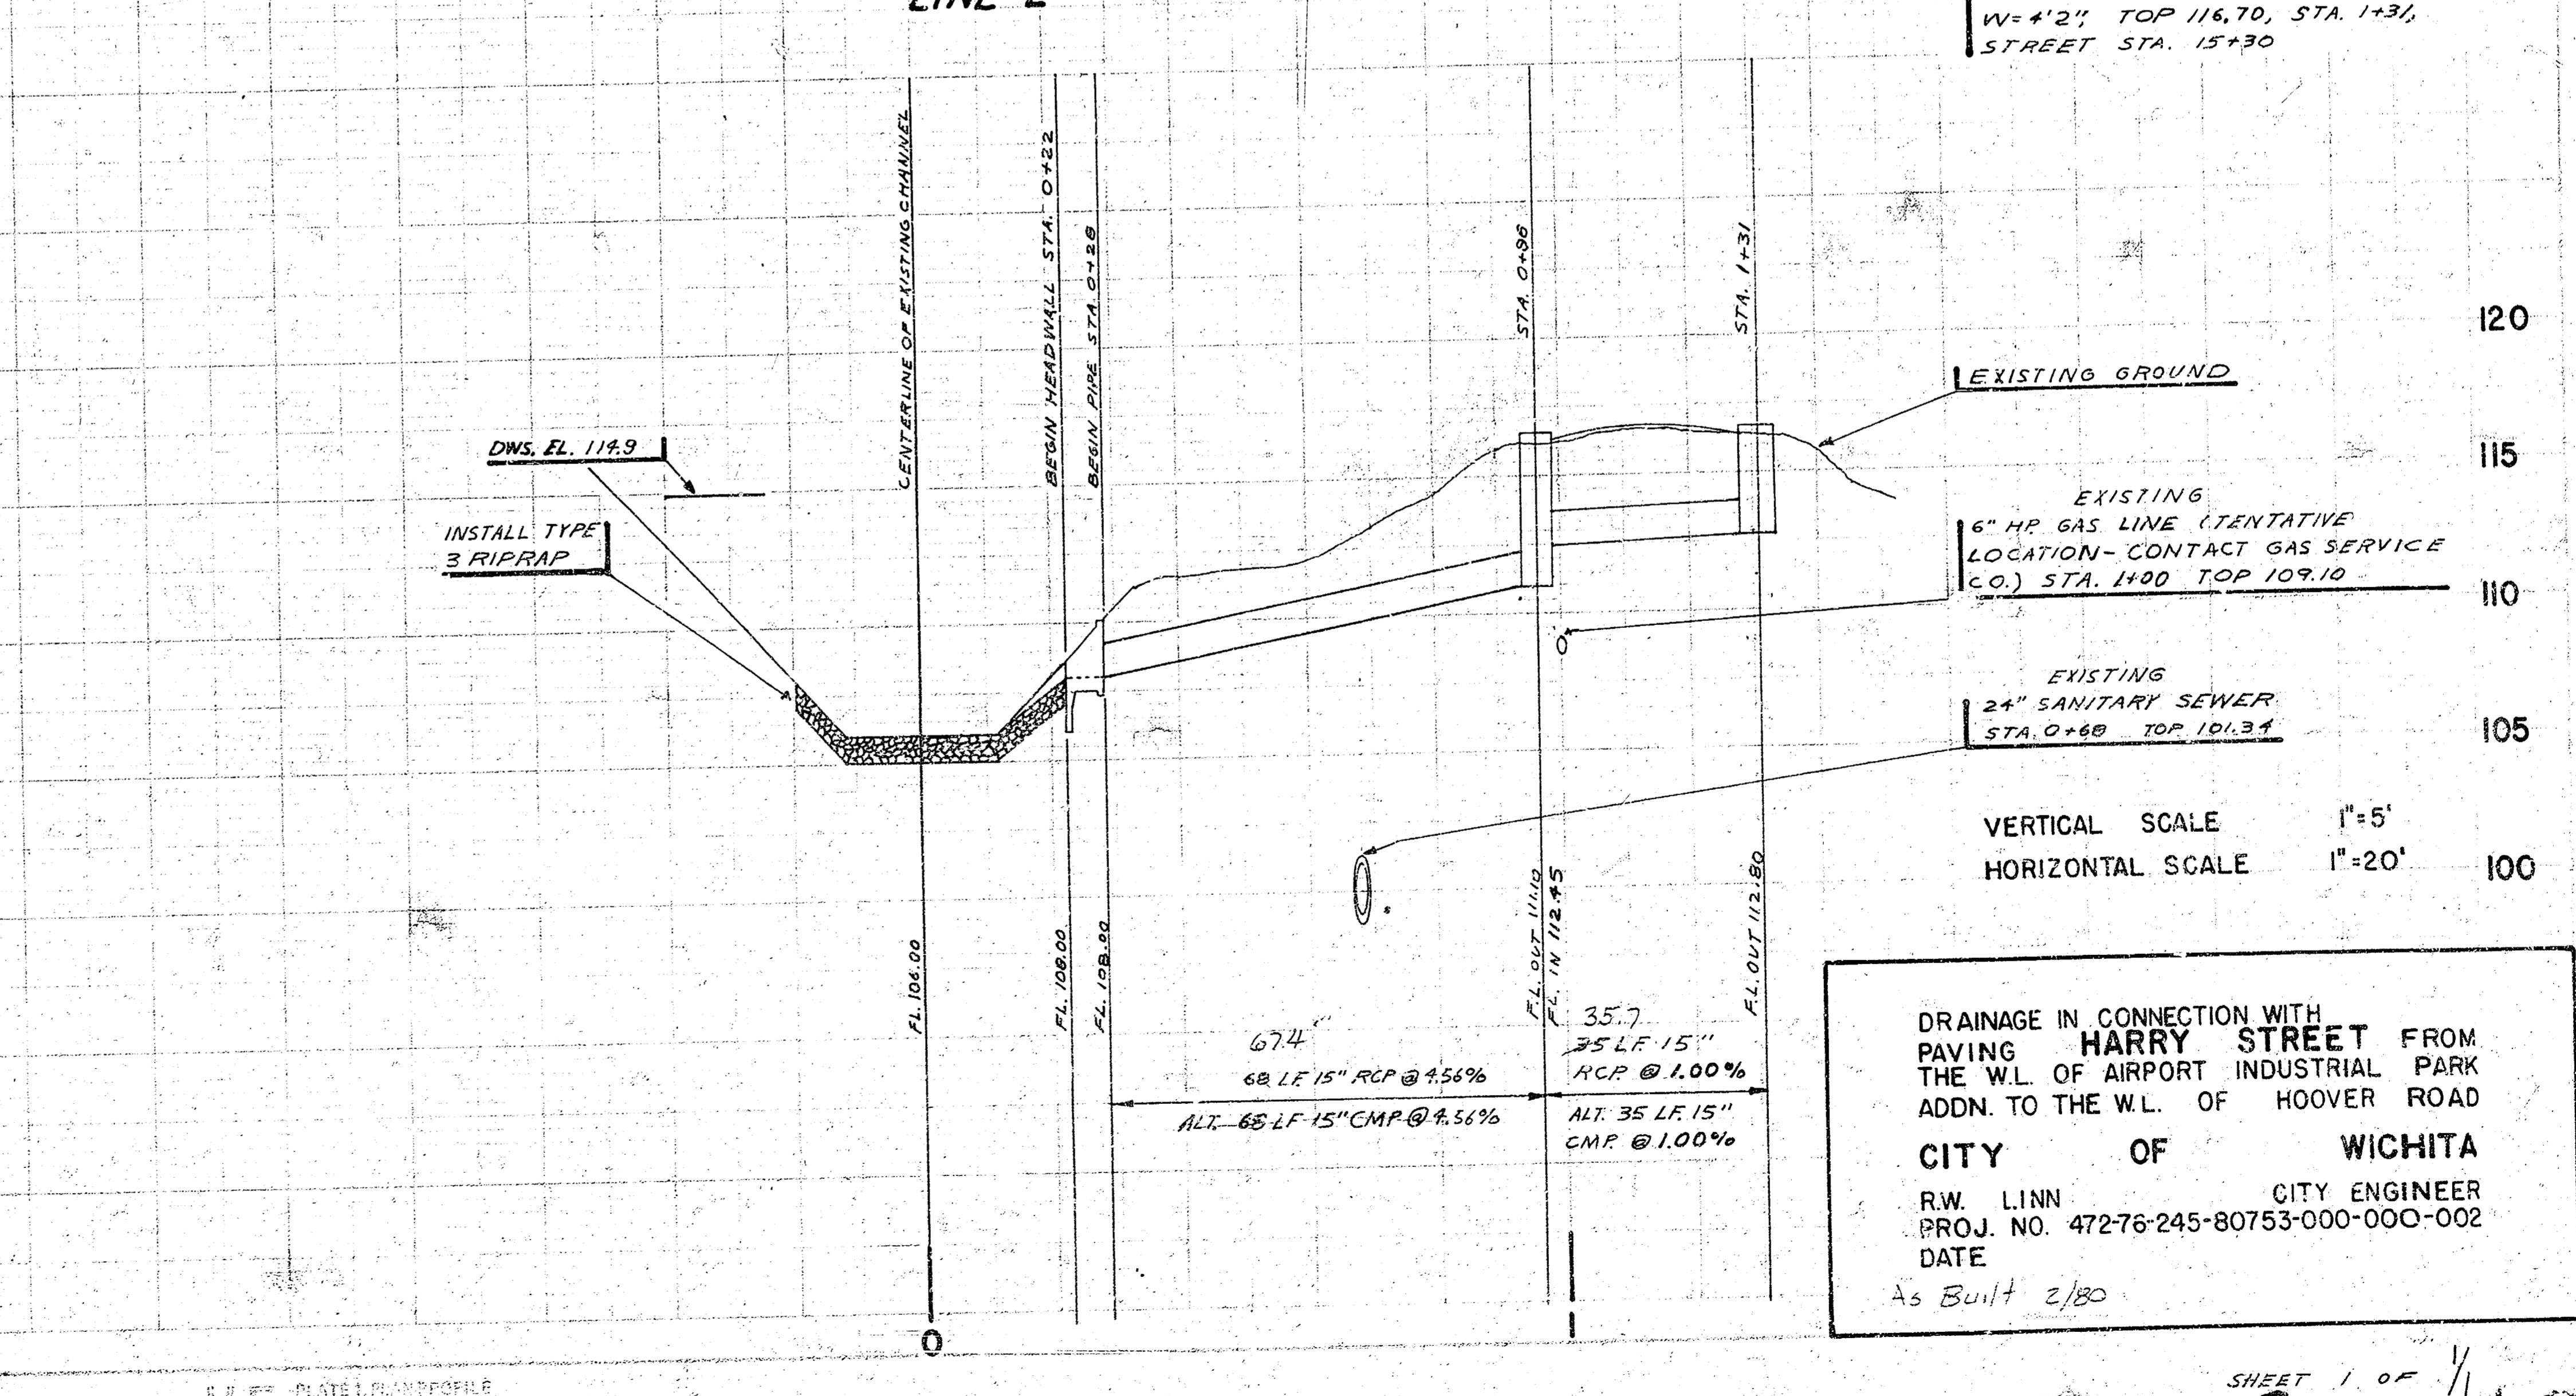 W=4'2", TOP 116.70, STA. 1+31,
STREET STA. 15+30
CENTERLINE OF EXISTING CHANNEL
BEGIN HEADWALL STA. 0+22
BEGIN PIPE STA. 0+28
STA. 0+96
STA. 1+31
120
EXISTING GROUND
DWS. EL. 114.9
115
INSTALL TYPE
3 RIPRAP
EXISTING
6" HP. GAS LINE (TENTATIVE
LOCATION- CONTACT GAS SERVICE
CO.) STA. 1+00 TOP 109.10
110
EXISTING
24" SANITARY SEWER
STA. 0+68 TOP 101.34
105
VERTICAL SCALE 1"=5'
HORIZONTAL SCALE 1"=20'
100
FL. 106.00
FL. 108.00
FL. 108.00
F.L. OUT 111.10
FL. IN 112.45
F.L. OUT 112.80
67.4
68 LF 15" RCP @ 4.56%
ALT. 68 LF 15" CMP @ 4.56%
35.7
35 LF 15"
RCP @ 1.00%
ALT. 35 LF. 15"
CMP. @ 1.00%
DRAINAGE IN CONNECTION WITH
PAVING HARRY STREET FROM
THE W.L. OF AIRPORT INDUSTRIAL PARK
ADDN. TO THE W.L. OF HOOVER ROAD
CITY OF WICHITA
R.W. LINN CITY ENGINEER
PROJ. NO. 472-76-245-80753-000-000-002
DATE
As Built 2/80
0
1
PLATE 1, PLAN PROFILE
SHEET 1 OF 1/1